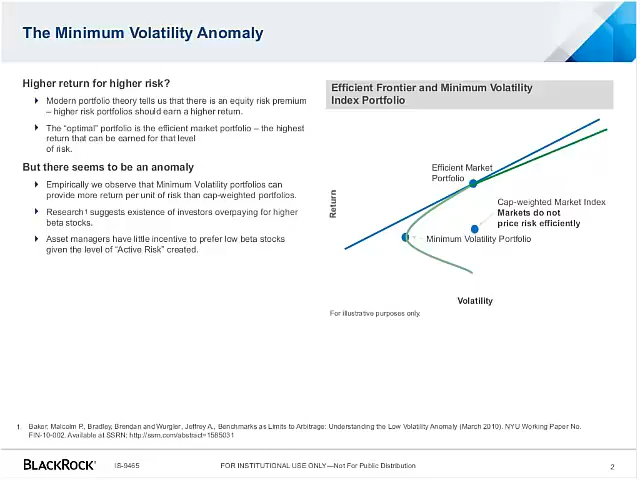 The Minimum Volatility Anomaly
Higher return for higher risk?
Modern portfolio theory tells us that there is an equity risk premium
– higher risk portfolios should earn a higher return.
The “optimal” portfolio is the efficient market portfolio – the highest
return that can be earned for that level
of risk.
But there seems to be an anomaly
Empirically we observe that Minimum Volatility portfolios can
provide more return per unit of risk than cap-weighted portfolios.
Research1 suggests existence of investors overpaying for higher
beta stocks.
Asset managers have little incentive to prefer low beta stocks
given the level of “Active Risk” created.
Efficient Frontier and Minimum Volatility
Index Portfolio
Return
Efficient Market
Portfolio
Cap-weighted Market Index
Markets do not
price risk efficiently
Minimum Volatility Portfolio
Volatility
For illustrative purposes only.
1 Baker, Malcolm P., Bradley, Brendan and Wurgler, Jeffrey A., Benchmarks as Limits to Arbitrage: Understanding the Low Volatility Anomaly (March 2010). NYU Working Paper No.
FIN-10-002. Available at SSRN: http://ssrn.com/abstract=1585031
BLACKROCK® IS-9465 FOR INSTITUTIONAL USE ONLY—Not For Public Distribution 2